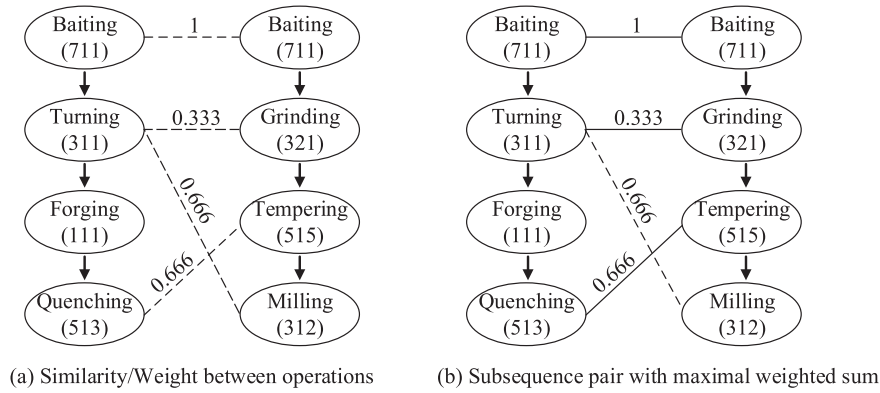 Baiting
(711)
1
Baiting
(711)
Turning
(311)
0.333
Grinding
(321)
Forging
(111)
0.666
Tempering
(515)
Quenching
(513)
0.666
Milling
(312)
(a) Similarity/Weight between operations
Baiting
(711)
1
Baiting
(711)
Turning
(311)
0.333
Grinding
(321)
Forging
(111)
0.666
Tempering
(515)
Quenching
(513)
0.666
Milling
(312)
(b) Subsequence pair with maximal weighted sum